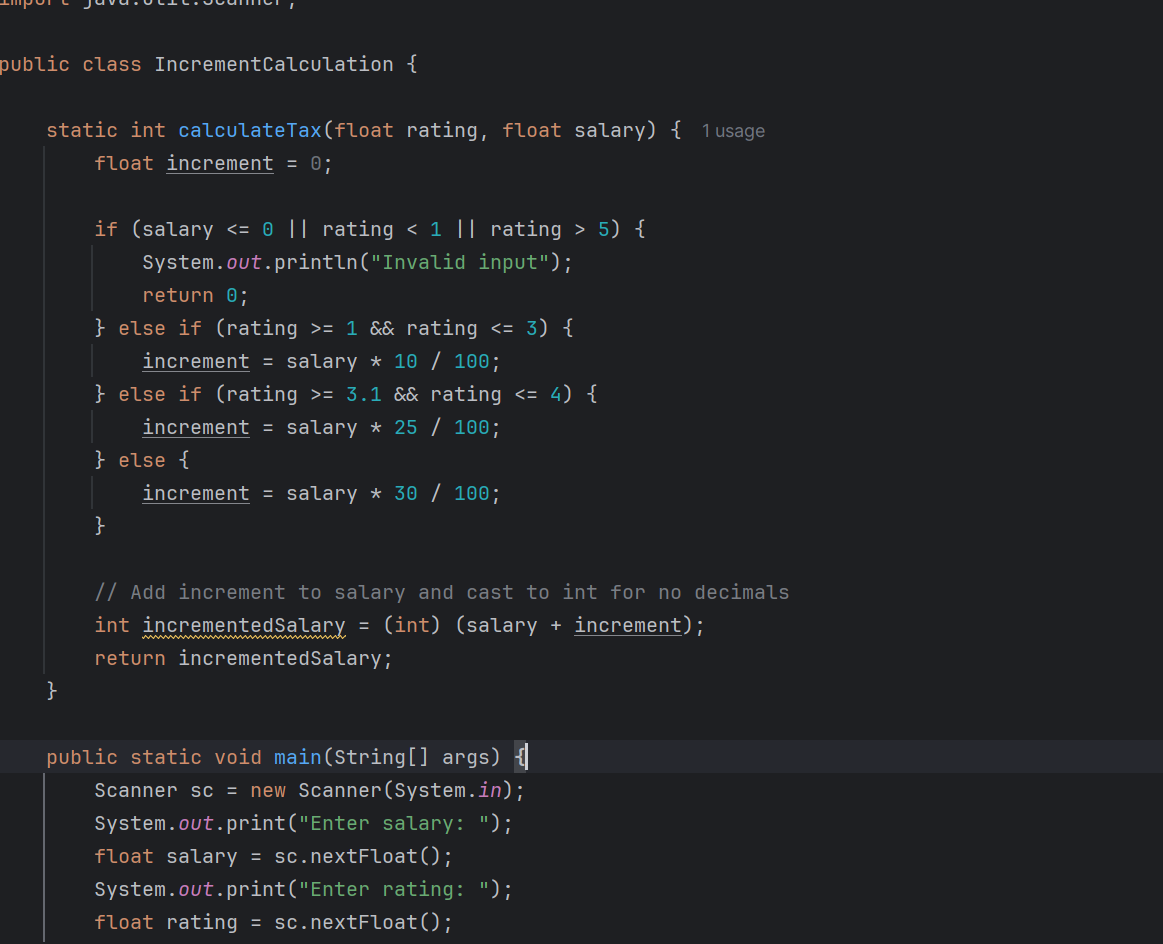 import java.util.Scanner;
public class IncrementCalculation {
static int calculateTax(float rating, float salary) { 1 usage
float increment = 0;
if (salary <= 0 || rating < 1 || rating > 5) {
System.out.println("Invalid input");
return 0;
} else if (rating >= 1 && rating <= 3) {
increment = salary * 10 / 100;
} else if (rating >= 3.1 && rating <= 4) {
increment = salary * 25 / 100;
} else {
increment = salary * 30 / 100;
}
// Add increment to salary and cast to int for no decimals
int incrementedSalary = (int) (salary + increment);
return incrementedSalary;
}
public static void main(String[] args) {
Scanner sc = new Scanner(System.in);
System.out.print("Enter salary: ");
float salary = sc.nextFloat();
System.out.print("Enter rating: ");
float rating = sc.nextFloat();